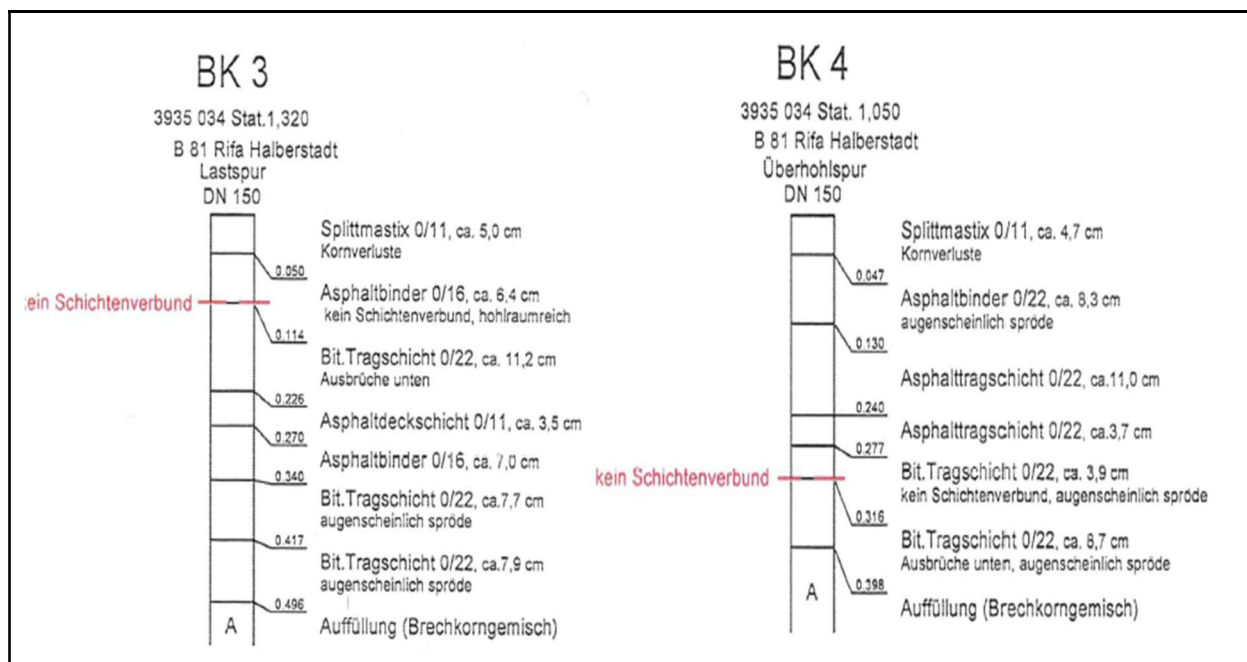 BK 3
3935 034 Stat.1,320
B 81 Rifa Halberstadt
Lastspur
DN 150
Splittmastix 0/11, ca. 5,0 cm
Kornverluste
0.050
ein Schichtenverbund
Asphaltbinder 0/16, ca. 6,4 cm
kein Schichtenverbund, hohlraumreich
0.114
Bit.Tragschicht 0/22, ca. 11,2 cm
Ausbrüche unten
0.226
Asphaltdeckschicht 0/11, ca. 3,5 cm
0.270
Asphaltbinder 0/16, ca. 7,0 cm
0.340
Bit.Tragschicht 0/22, ca.7,7 cm
augenscheinlich spröde
0.417
Bit.Tragschicht 0/22, ca.7,9 cm
augenscheinlich spröde
0.496
A
Auffüllung (Brechkorngemisch)
BK 4
3935 034 Stat. 1,050
B 81 Rifa Halberstadt
Überhohlspur
DN 150
Splittmastix 0/11, ca. 4,7 cm
Kornverluste
0.047
Asphaltbinder 0/22, ca. 8,3 cm
augenscheinlich spröde
0.130
Asphalttragschicht 0/22, ca.11,0 cm
0.240
Asphalttragschicht 0/22, ca.3,7 cm
0.277
kein Schichtenverbund
Bit.Tragschicht 0/22, ca. 3,9 cm
kein Schichtenverbund, augenscheinlich spröde
0.316
Bit.Tragschicht 0/22, ca. 8,7 cm
Ausbrüche unten, augenscheinlich spröde
0.398
A
Auffüllung (Brechkorngemisch)